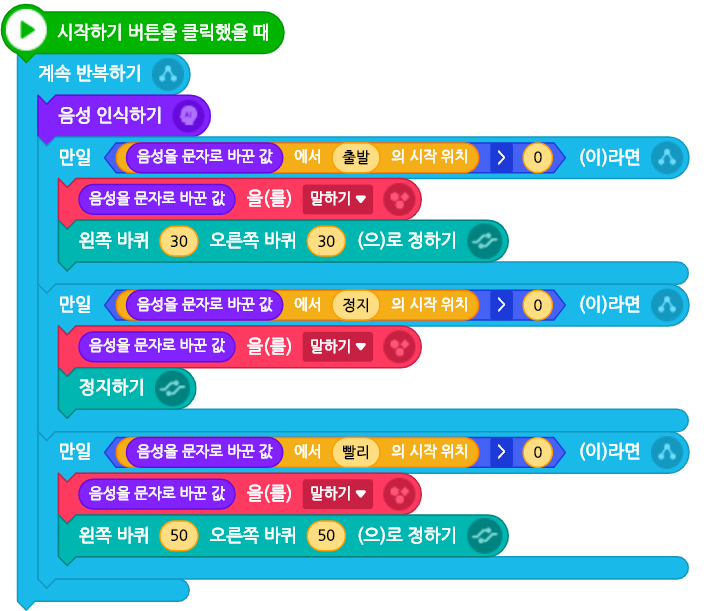 시작하기 버튼을 클릭했을 때
계속 반복하기
음성 인식하기
만일 음성을 문자로 바꾼 값 에서 출발 의 시작 위치 > 0 (이)라면
음성을 문자로 바꾼 값 을(를) 말하기
왼쪽 바퀴 30 오른쪽 바퀴 30 (으)로 정하기
만일 음성을 문자로 바꾼 값 에서 정지 의 시작 위치 > 0 (이)라면
음성을 문자로 바꾼 값 을(를) 말하기
정지하기
만일 음성을 문자로 바꾼 값 에서 빨리 의 시작 위치 > 0 (이)라면
음성을 문자로 바꾼 값 을(를) 말하기
왼쪽 바퀴 50 오른쪽 바퀴 50 (으)로 정하기